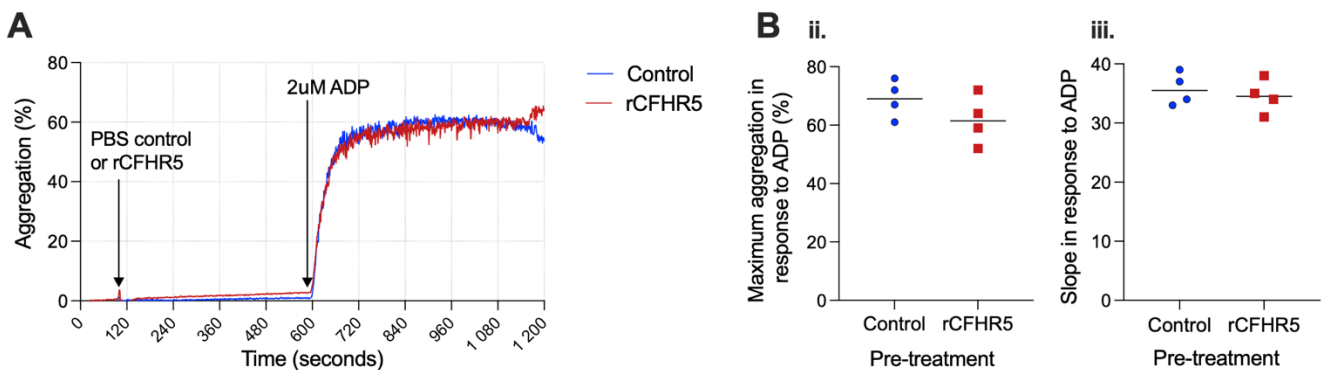 A
Aggregation (%)
80
60
40
20
0
PBS control
or rCFHR5
2uM ADP
0
120
240
360
480
600
720
840
960
1 080
1 200
Time (seconds)
Control
rCFHR5
B
ii.
Maximum aggregation in
response to ADP (%)
80
60
40
20
0
Control
rCFHR5
Pre-treatment
iii.
Slope in response to ADP
40
30
20
10
0
Control
rCFHR5
Pre-treatment